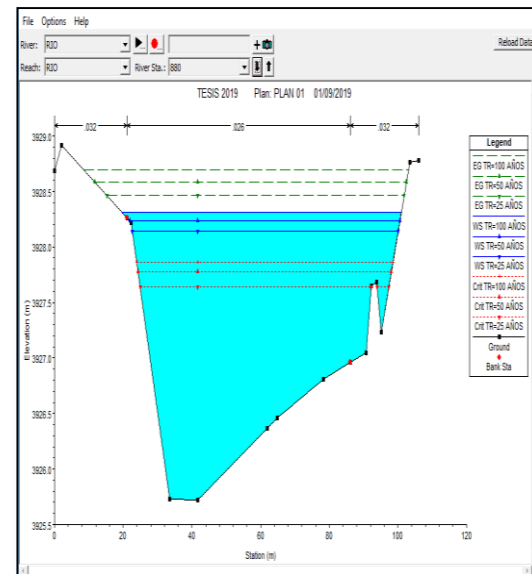 File Options Help
River: RIO
Reload Data
Reach: RIO River Sta.: 880
TESIS 2019 Plan: PLAN 01 01/09/2019
.032 .026 .032
Legend
EG TR=100 AÑOS
EG TR=50 AÑOS
EG TR=25 AÑOS
WS TR=100 AÑOS
WS TR=50 AÑOS
WS TR=25 AÑOS
Crit TR=100 AÑOS
Crit TR=50 AÑOS
Crit TR=25 AÑOS
Ground
Bank Sta
Elevation (m)
3929.0
3928.5
3928.0
3927.5
3927.0
3926.5
3926.0
3925.5
0 20 40 60 80 100 120
Station (m)